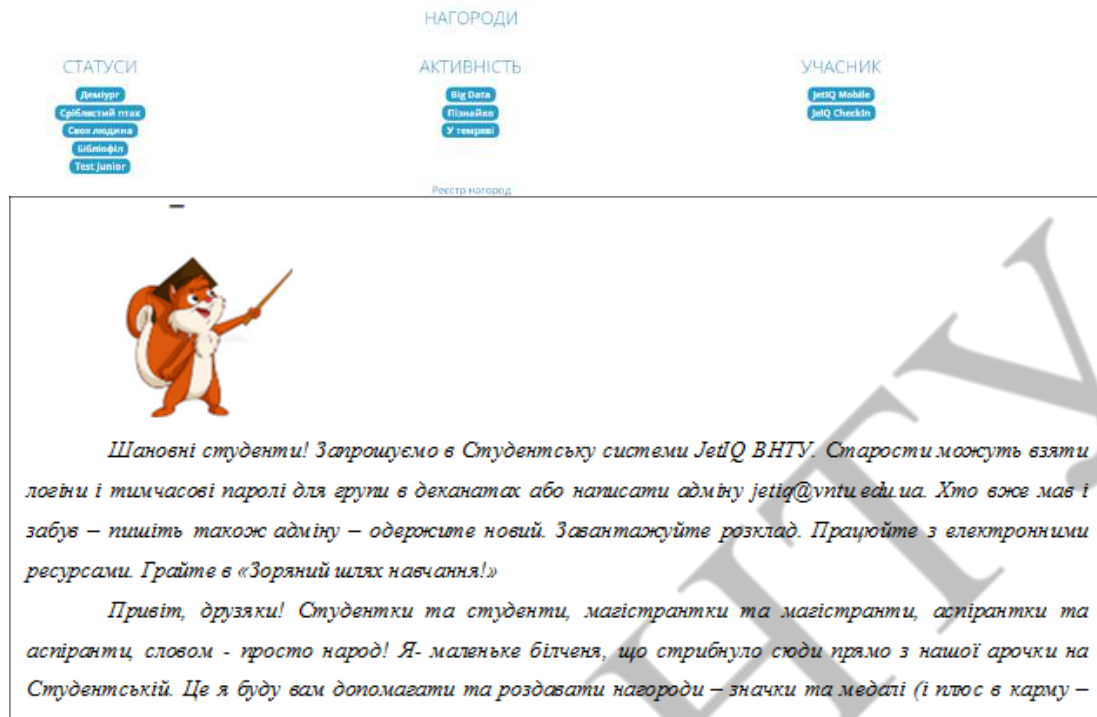 НАГОРОДИ
СТАТУСИ АКТИВНІСТЬ УЧАСНИК
Деміург Big Data JetIQ Mobile
Сріблястий птах Пізнайко JetIQ CheckIn
Своя людина У темряві
Бібліофіл
Test Junior
Реєстр нагород
Шановні студенти! Запрошуємо в Студентську системи JetIQ ВНТУ. Старости можуть взяти
логіни і тимчасові паролі для групи в деканатах або написати адміну jetiq@vntu.edu.ua. Хто вже мав і
забув – пишіть також адміну – одержите новий. Завантажуйте розклад. Працюйте з електронними
ресурсами. Грайте в «Зоряний шлях навчання!»
Привіт, друзяки! Студентки та студенти, магістрантки та магістранти, аспірантки та
аспіранти, словом - просто народ! Я- маленьке білченя, що стрибнуло сюди прямо з нашої арочки на
Студентській. Це я буду вам допомагати та роздавати нагороди – значки та медалі (і плюс в карму –
НТУ